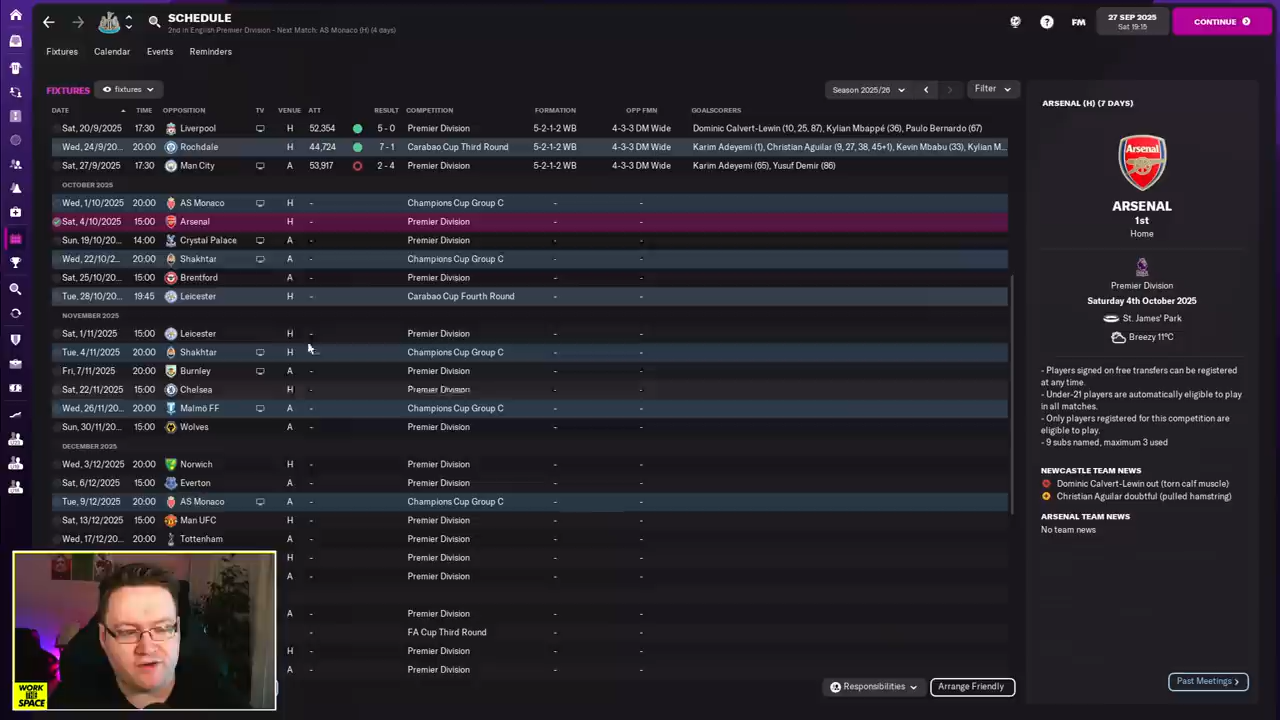 SCHEDULE
2nd in English Premier Division - Next Match: AS Monaco (H) (4 days)
FM
27 SEP 2025
Sat 19:15
CONTINUE
Fixtures Calendar Events Reminders
FIXTURES fixtures
Season 2025/26
Filter
DATE TIME OPPOSITION TV VENUE ATT RESULT COMPETITION FORMATION OPP FMN GOALSCORERS
Sat, 20/9/2025 17:30 Liverpool H 52,354 5 - 0 Premier Division 5-2-1-2 WB 4-3-3 DM Wide Dominic Calvert-Lewin (10, 25, 87), Kylian Mbappé (36), Paulo Bernardo (67)
Wed, 24/9/... 20:00 Rochdale H 44,724 7 - 1 Carabao Cup Third Round 5-2-1-2 WB 4-3-3 DM Wide Karim Adeyemi (1), Christian Aguilar (9, 27, 38, 45+1), Kevin Mbabu (33), Kylian M...
Sat, 27/9/2025 17:30 Man City A 53,917 2 - 4 Premier Division 5-2-1-2 WB 4-3-3 DM Wide Karim Adeyemi (65), Yusuf Demir (86)
OCTOBER 2025
Wed, 1/10/2025 20:00 AS Monaco H - Champions Cup Group C - -
Sat, 4/10/2025 15:00 Arsenal H - Premier Division - -
Sun, 19/10/20... 14:00 Crystal Palace A - Premier Division - -
Wed, 22/10/2... 20:00 Shakhtar A - Champions Cup Group C - -
Sat, 25/10/20... 15:00 Brentford A - Premier Division - -
Tue, 28/10/20... 19:45 Leicester H - Carabao Cup Fourth Round - -
NOVEMBER 2025
Sat, 1/11/2025 15:00 Leicester H - Premier Division - -
Tue, 4/11/2025 20:00 Shakhtar H - Champions Cup Group C - -
Fri, 7/11/2025 20:00 Burnley A - Premier Division - -
Sat, 22/11/2025 15:00 Chelsea H - Premier Division - -
Wed, 26/11/20... 20:00 Malmö FF A - Champions Cup Group C - -
Sun, 30/11/20... 15:00 Wolves A - Premier Division - -
DECEMBER 2025
Wed, 3/12/2025 20:00 Norwich H - Premier Division - -
Sat, 6/12/2025 15:00 Everton A - Premier Division - -
Tue, 9/12/2025 20:00 AS Monaco A - Champions Cup Group C - -
Sat, 13/12/2025 15:00 Man UFC H - Premier Division - -
Wed, 17/12/20... 20:00 Tottenham A - Premier Division - -
H - Premier Division - -
A - Premier Division - -
A - Premier Division - -
- FA Cup Third Round - -
H - Premier Division - -
A - Premier Division - -
Responsibilities
Arrange Friendly
ARSENAL (H) (7 DAYS)
Arsenal
ARSENAL
1st
Home
Premier Division
Saturday 4th October 2025
St. James' Park
Breezy 11ºC
- Players signed on free transfers can be registered
at any time.
- Under-21 players are automatically eligible to play
in all matches.
- Only players registered for this competition are
eligible to play.
- 9 subs named, maximum 3 used
NEWCASTLE TEAM NEWS
Dominic Calvert-Lewin out (torn calf muscle)
Christian Aguilar doubtful (pulled hamstring)
ARSENAL TEAM NEWS
No team news
Past Meetings
WORK
THE
SPACE